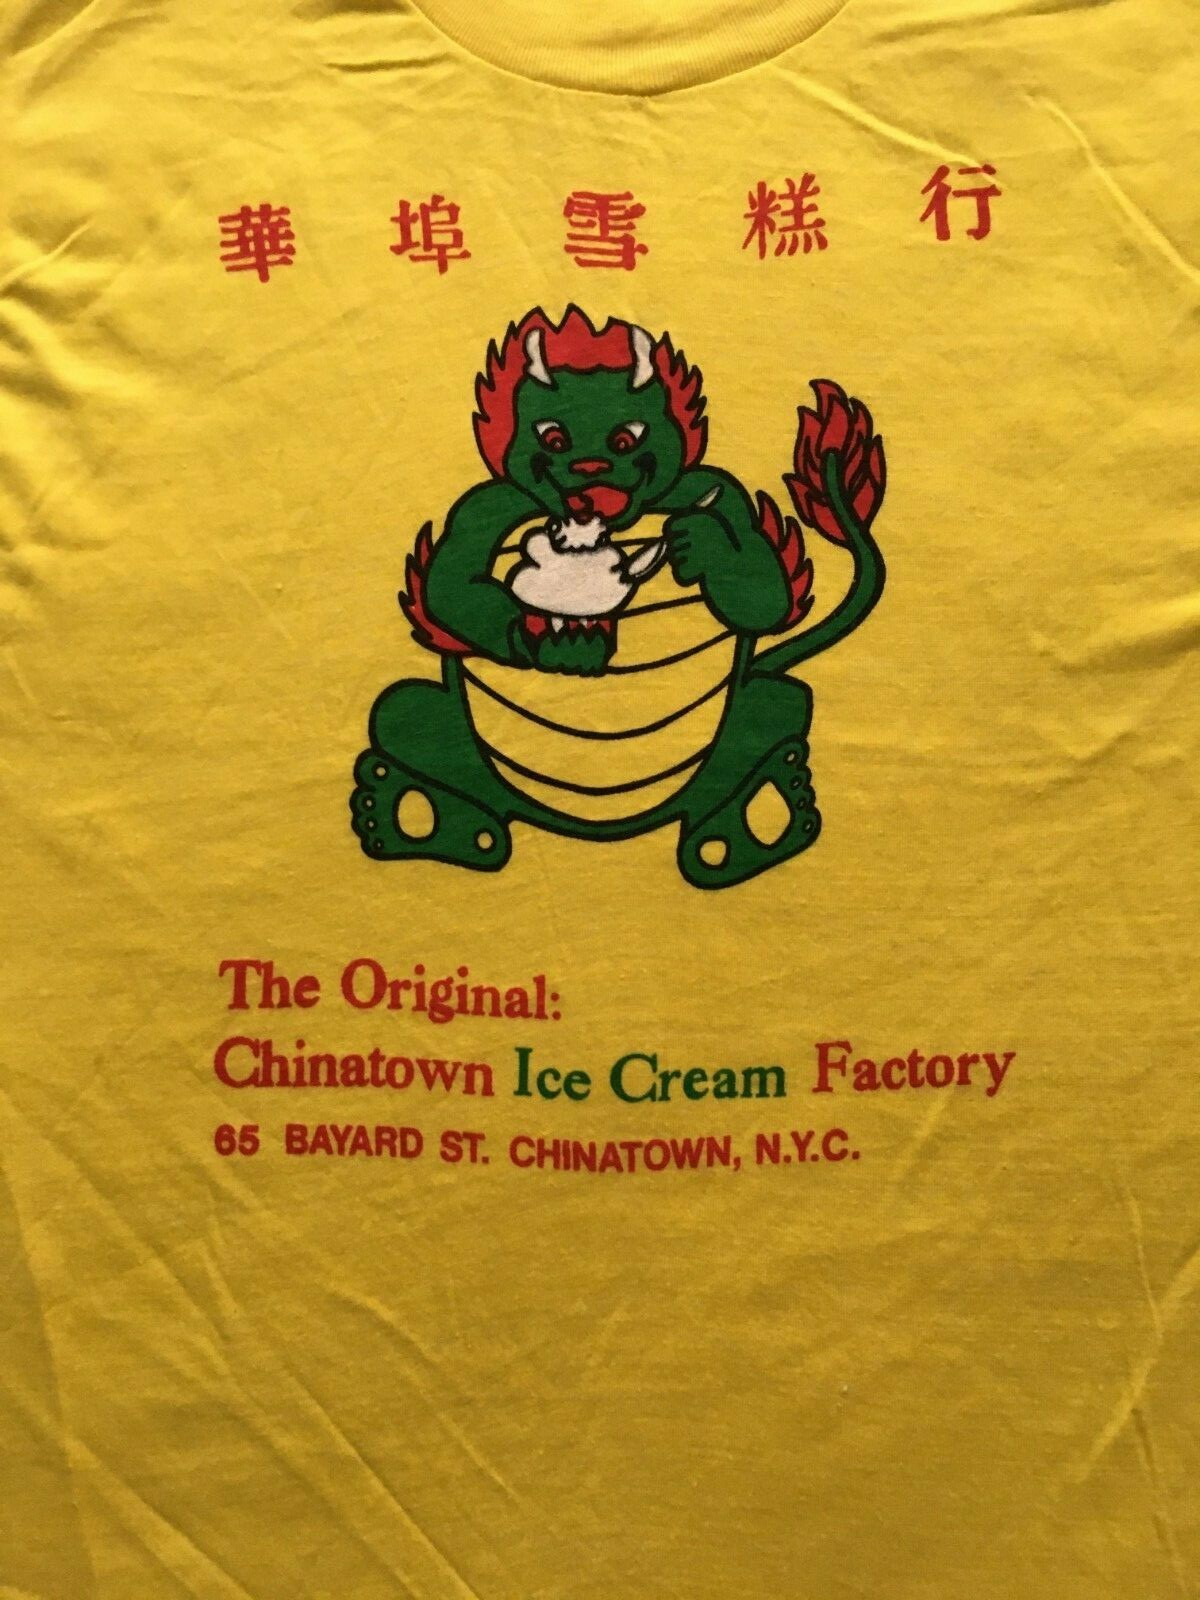 華埠雪糕行
The Original:
Chinatown Ice Cream Factory
65 BAYARD ST. CHINATOWN, N.Y.C.